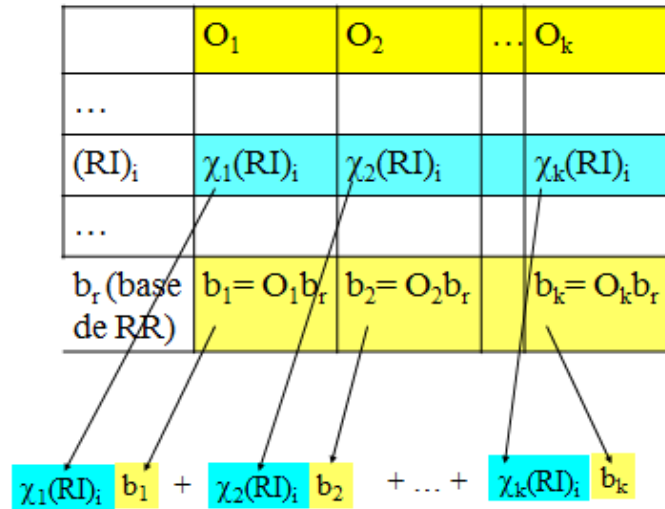 O₁ O₂ ... Oₖ
...
(RI)ᵢ χ₁(RI)ᵢ χ₂(RI)ᵢ χₖ(RI)ᵢ
...
bᵣ (base de RR) b₁= O₁bᵣ b₂= O₂bᵣ bₖ= Oₖbᵣ
χ₁(RI)ᵢ b₁ + χ₂(RI)ᵢ b₂ + ... + χₖ(RI)ᵢ bₖ